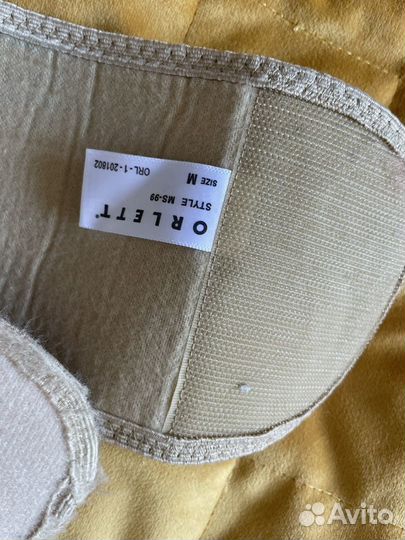 ORLETT®
STYLE MS-99
SIZE M
ORL - 1 - 201802
Avito